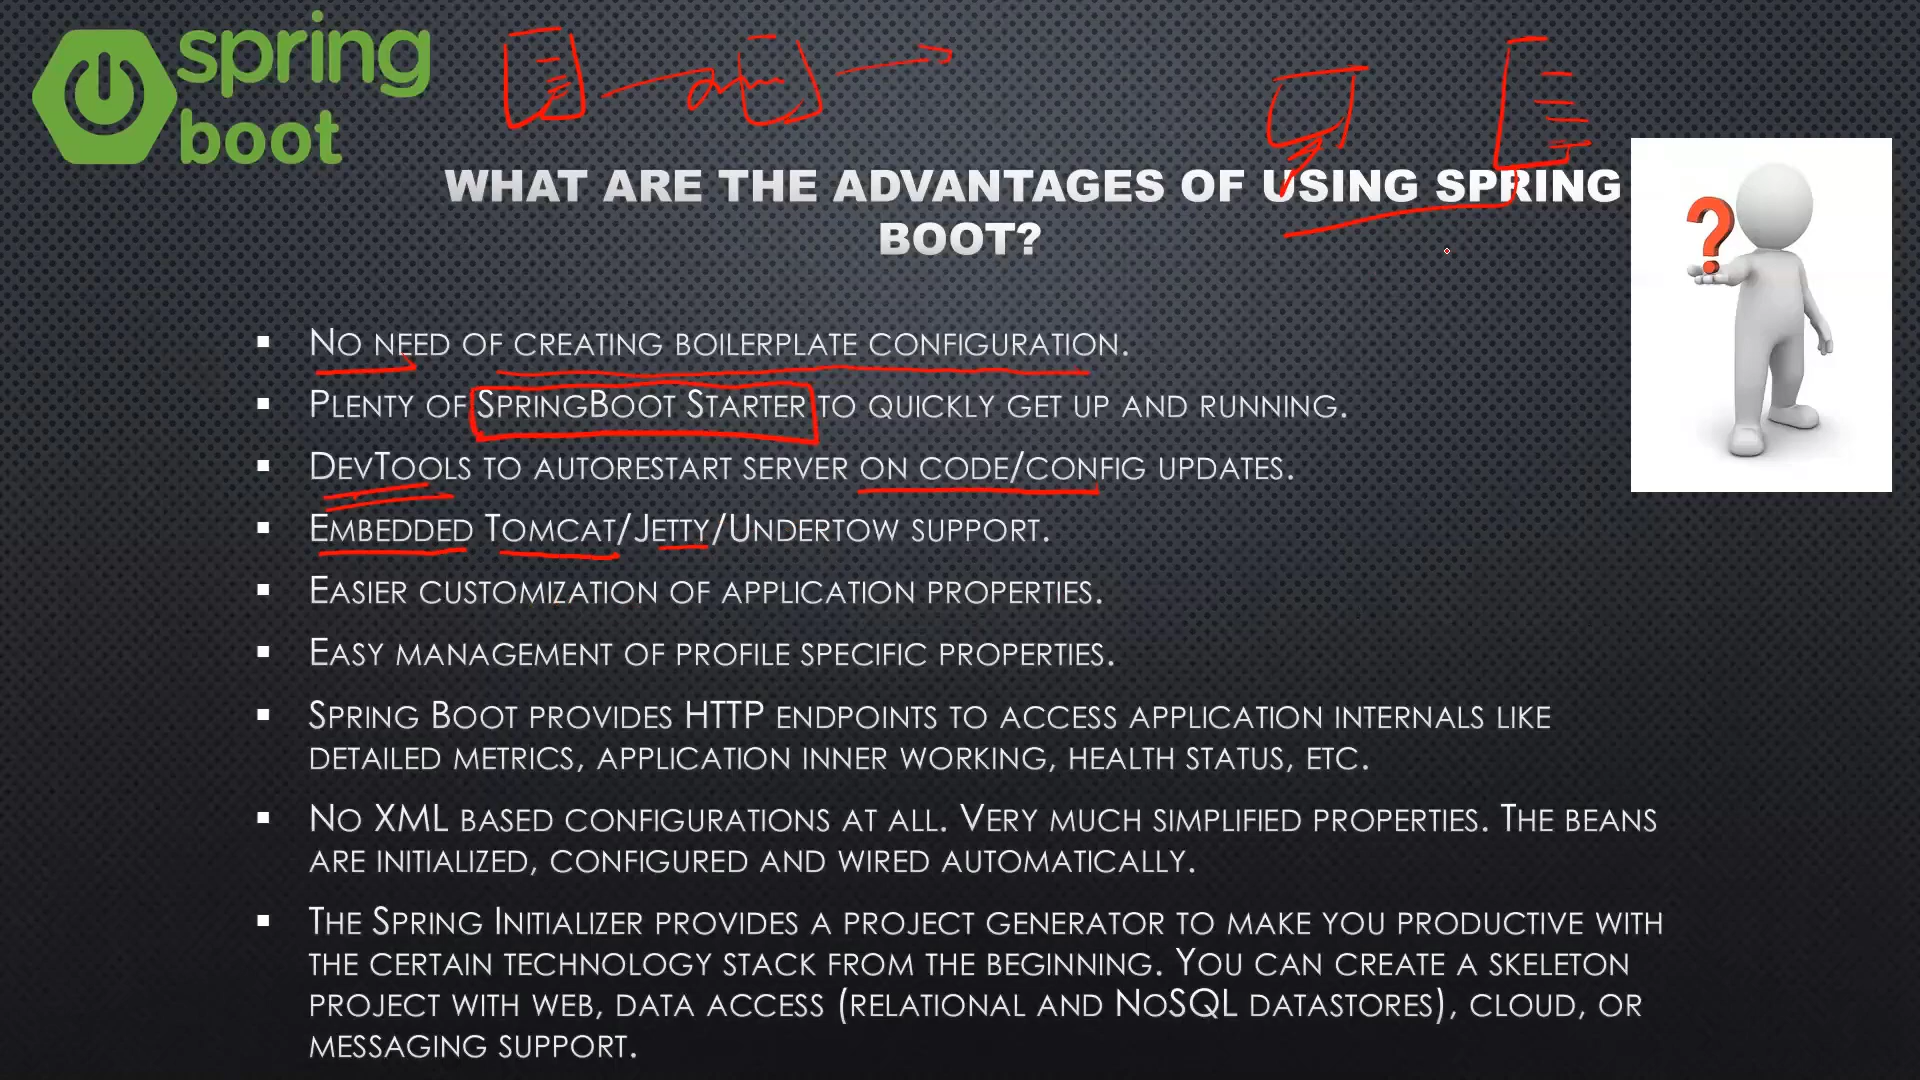 spring
boot
WHAT ARE THE ADVANTAGES OF USING SPRING
BOOT?
▪ NO NEED OF CREATING BOILERPLATE CONFIGURATION.
▪ PLENTY OF SPRINGBOOT STARTER TO QUICKLY GET UP AND RUNNING.
▪ DEVTOOLS TO AUTORESTART SERVER ON CODE/CONFIG UPDATES.
▪ EMBEDDED TOMCAT/JETTY/UNDERTOW SUPPORT.
▪ EASIER CUSTOMIZATION OF APPLICATION PROPERTIES.
▪ EASY MANAGEMENT OF PROFILE SPECIFIC PROPERTIES.
▪ SPRING BOOT PROVIDES HTTP ENDPOINTS TO ACCESS APPLICATION INTERNALS LIKE
DETAILED METRICS, APPLICATION INNER WORKING, HEALTH STATUS, ETC.
▪ NO XML BASED CONFIGURATIONS AT ALL. VERY MUCH SIMPLIFIED PROPERTIES. THE BEANS
ARE INITIALIZED, CONFIGURED AND WIRED AUTOMATICALLY.
▪ THE SPRING INITIALIZER PROVIDES A PROJECT GENERATOR TO MAKE YOU PRODUCTIVE WITH
THE CERTAIN TECHNOLOGY STACK FROM THE BEGINNING. YOU CAN CREATE A SKELETON
PROJECT WITH WEB, DATA ACCESS (RELATIONAL AND NOSQL DATASTORES), CLOUD, OR
MESSAGING SUPPORT.
?